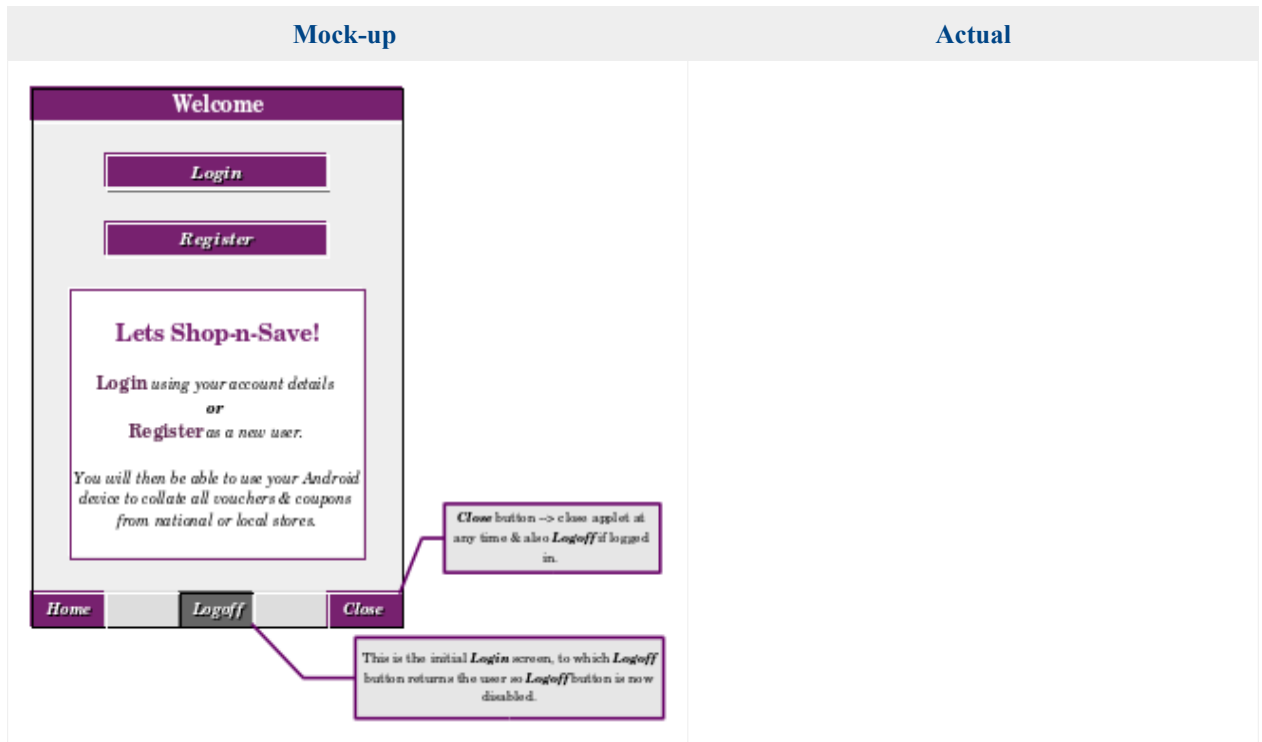 Mock-up Actual
Welcome
Login
Register
Lets Shop-n-Save!
Login using your account details
or
Register as a new user.
You will then be able to use your Android
device to collate all vouchers & coupons
from national or local stores.
Close button --> close applet at
any time & also Logoff if logged
in.
Home Logoff Close
This is the initial Login screen, to which Logoff
button returns the user so Logoff button is now
disabled.